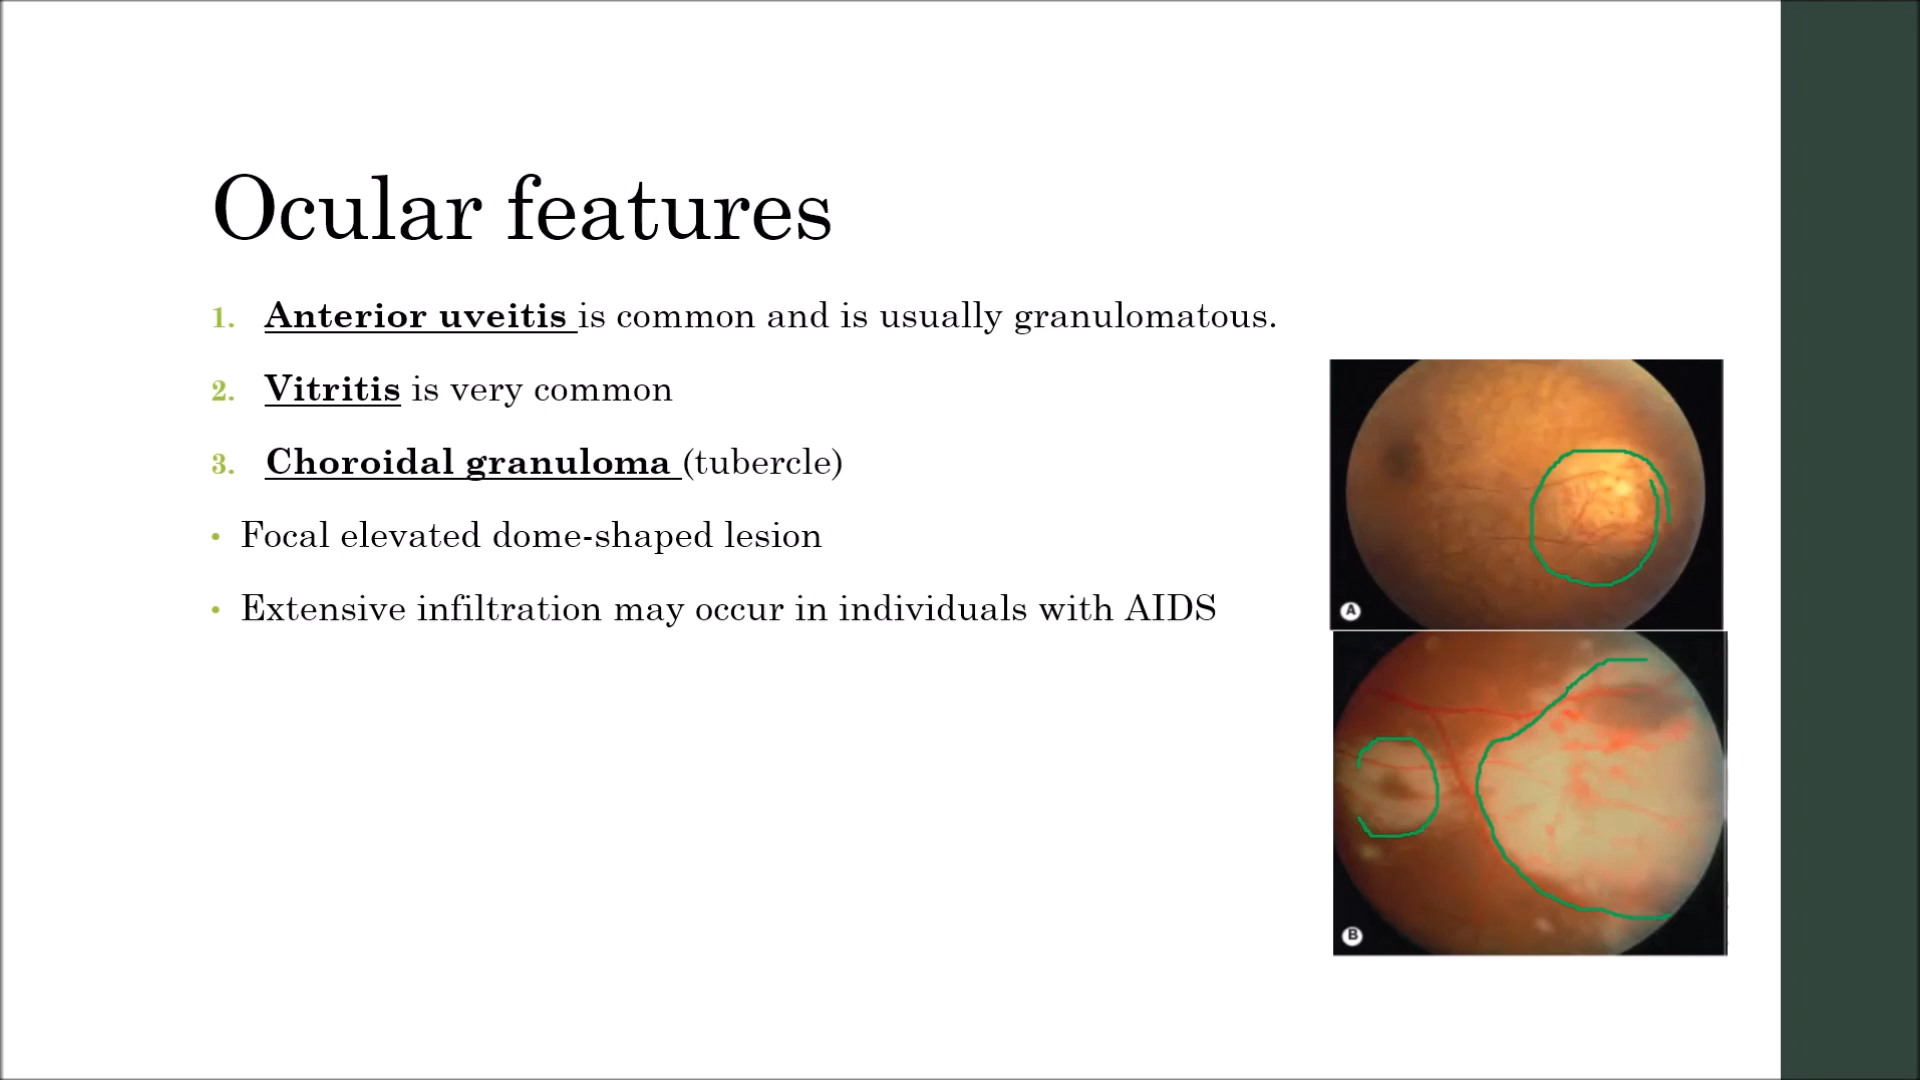 Ocular features
1. Anterior uveitis is common and is usually granulomatous.
2. Vitritis is very common
3. Choroidal granuloma (tubercle)
• Focal elevated dome-shaped lesion
• Extensive infiltration may occur in individuals with AIDS
A
B